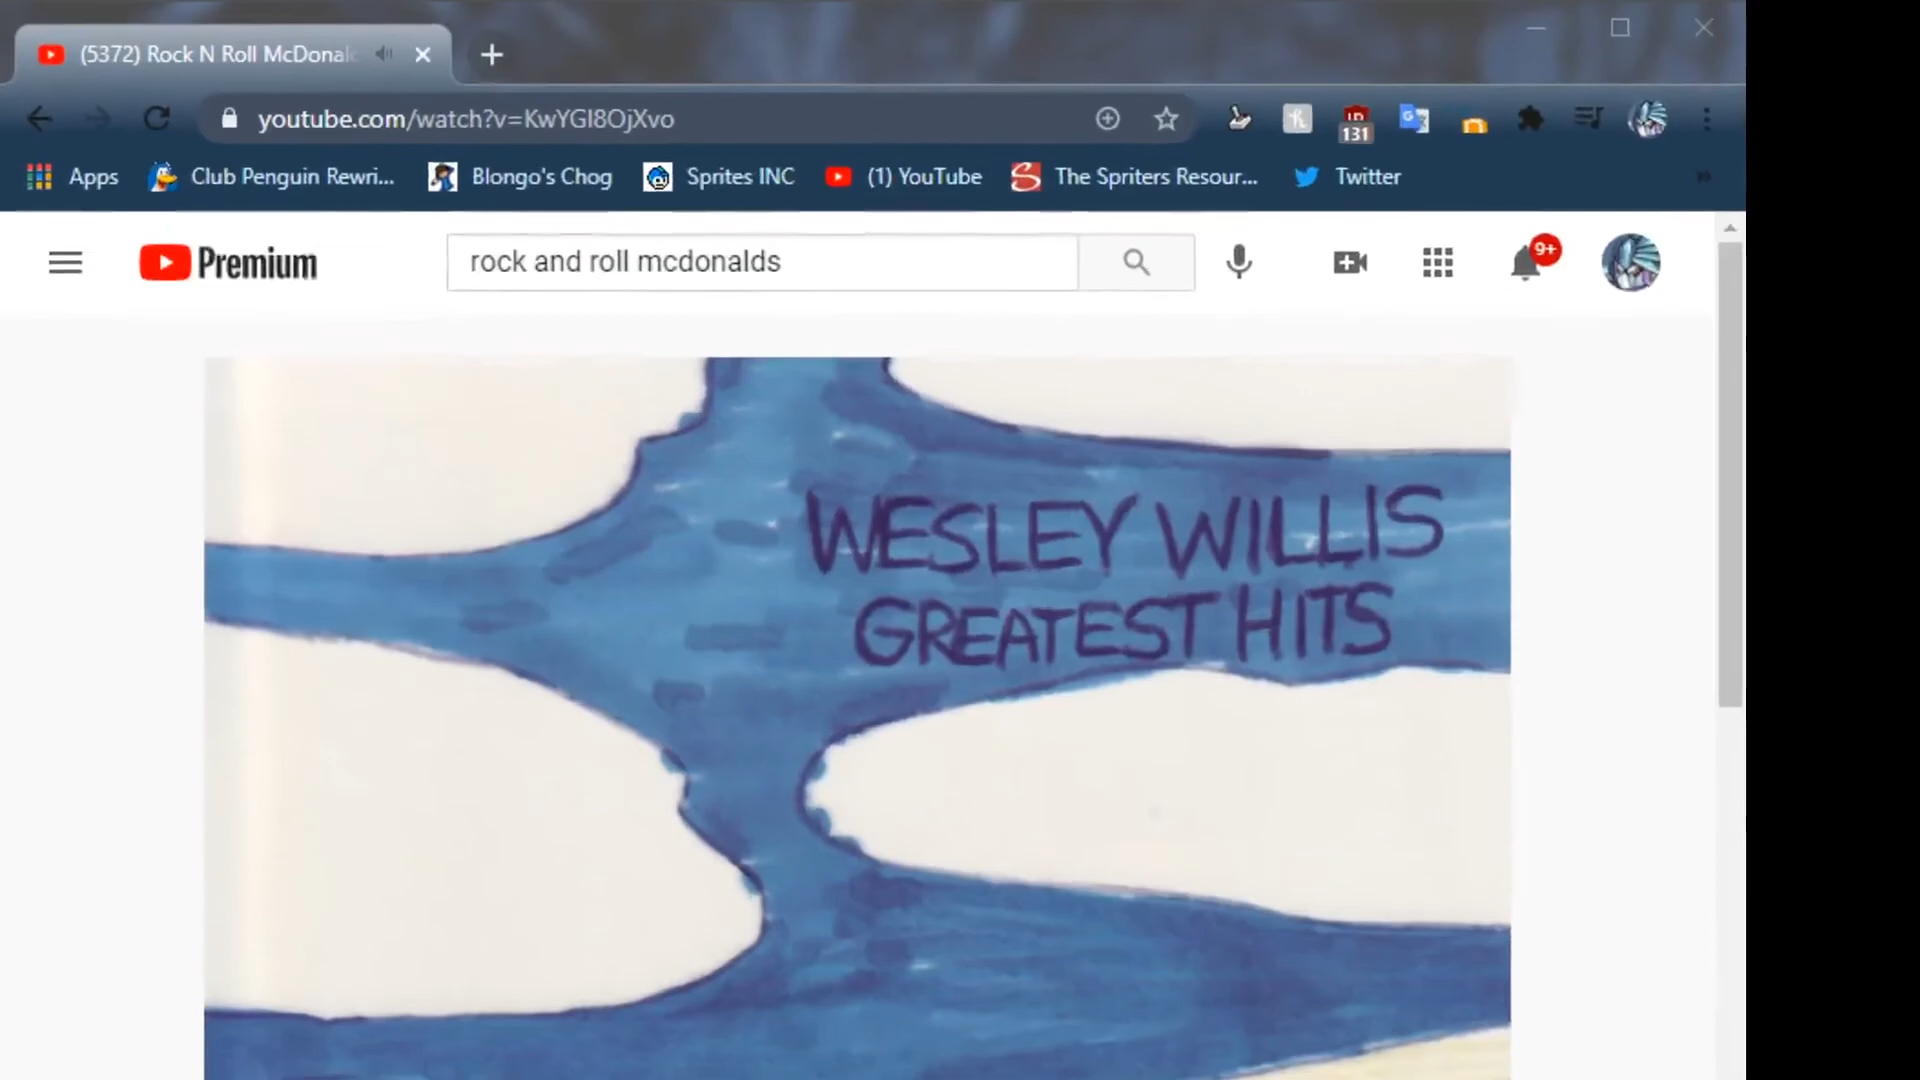 (5372) Rock N Roll McDonal
youtube.com/watch?v=KwYGI8OjXvo
131
Apps
Club Penguin Rewri...
Blongo's Chog
Sprites INC
(1) YouTube
The Spriters Resour...
Twitter
Premium
rock and roll mcdonalds
9+
WESLEY WILLIS
GREATEST HITS